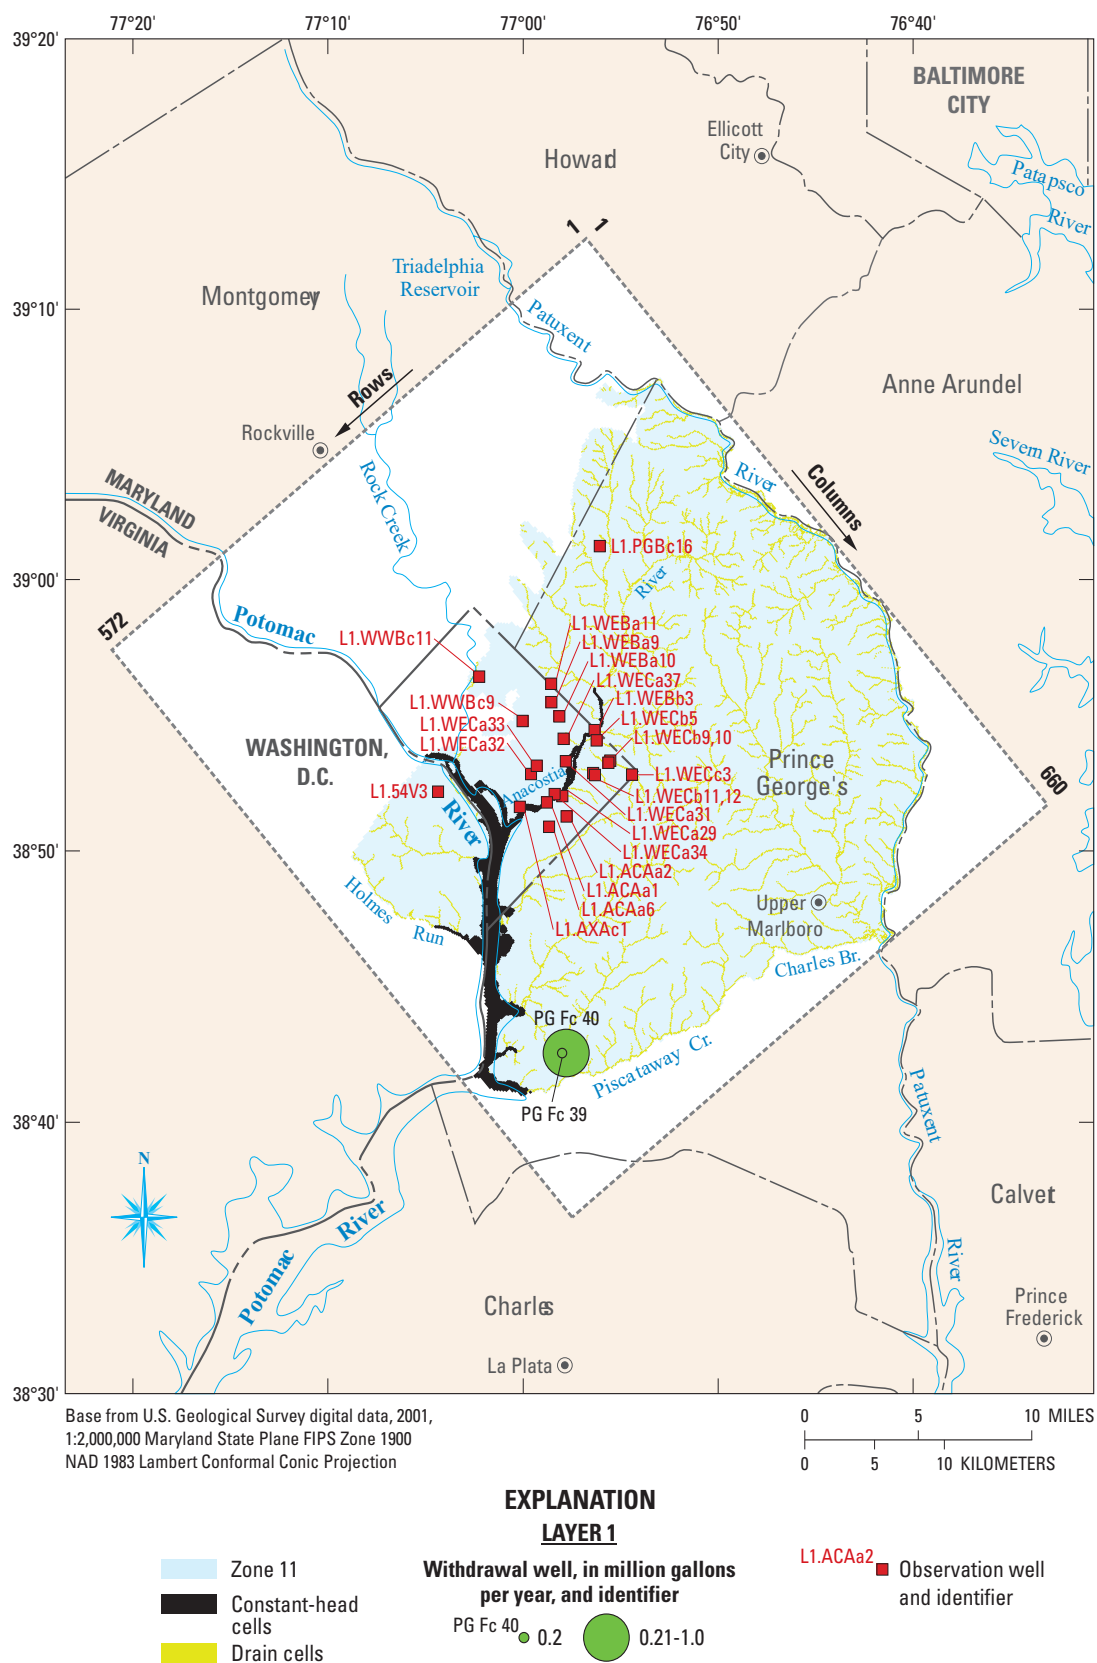 77°20'
77°10'
77°00'
76°50'
76°40'
39°20'
BALTIMORE
CITY
Ellicott
City
Howard
Patapsco
River
1
1
Triadelphia
Reservoir
Montgomery
39°10'
Patuxent
Rows
Anne Arundel
Rockville
Severn River
River
Columns
MARYLAND
VIRGINIA
Rock Creek
L1.PGBc16
39°00'
River
572
Potomac
L1.WEBa11
L1.WWBc11
L1.WEBa9
L1.WEBa10
L1.WECa37
L1.WEBb3
L1.WWBc9
L1.WECb5
L1.WECa33
L1.WECb9,10
L1.WECa32
WASHINGTON,
D.C.
Prince
George's
L1.WECc3
660
Anacostia
L1.54V3
L1.WECb11,12
River
L1.WECa31
L1.WECa29
38°50'
L1.WECa34
L1.ACAa2
L1.ACAa1
Holmes
Run
L1.ACAa6
Upper
Marlboro
L1.AXAc1
Charles Br.
PG Fc 40
Piscataway Cr.
PG Fc 39
38°40'
Patuxent
N
Calvert
River
Potomac
River
Charles
Prince
Frederick
La Plata
38°30'
Base from U.S. Geological Survey digital data, 2001,
1:2,000,000 Maryland State Plane FIPS Zone 1900
NAD 1983 Lambert Conformal Conic Projection
0 5 10 MILES
0 5 10 KILOMETERS
EXPLANATION
LAYER 1
Zone 11
Constant-head
cells
Drain cells
Withdrawal well, in million gallons
per year, and identifier
PG Fc 40
0.2
0.21-1.0
L1.ACAa2
Observation well
and identifier